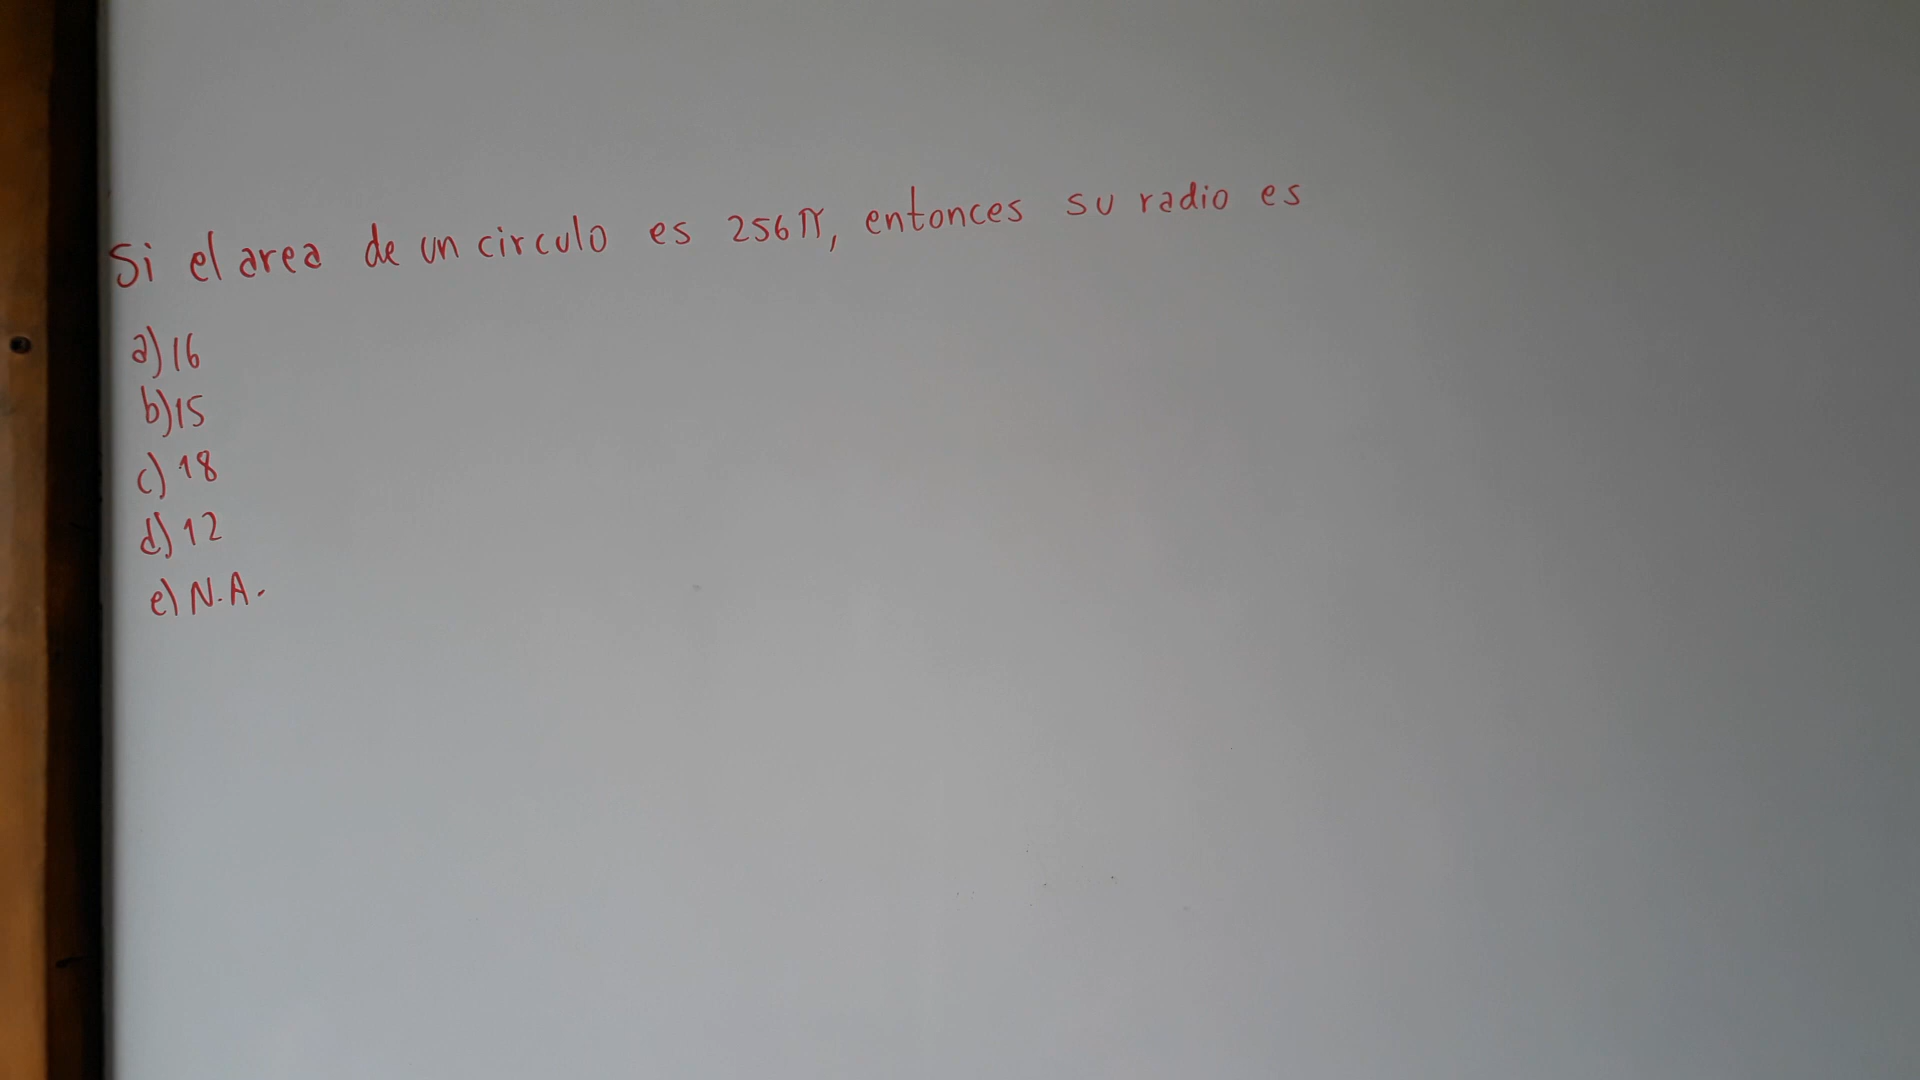 Si el area de un circulo es 256π, entonces su radio es
a) 16
b) 15
c) 18
d) 12
e) N.A.